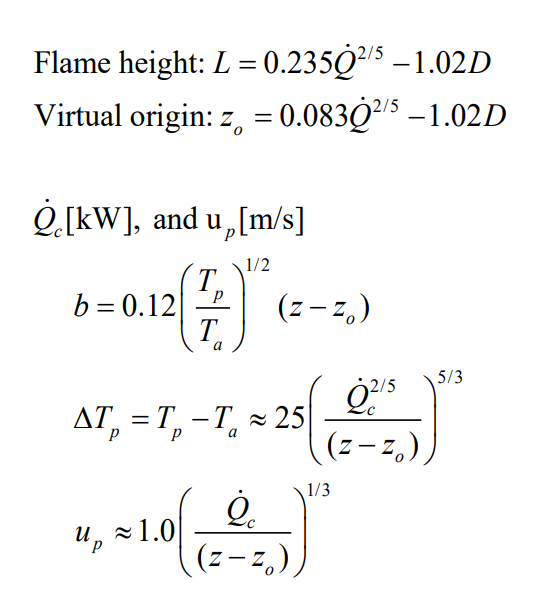 Flame height: L = 0.235Q̇^{2/5} − 1.02D
Virtual origin: z_o = 0.083Q̇^{2/5} − 1.02D
Q̇_c[kW], and u_p[m/s]
b = 0.12(T_p/T_a)^{1/2} (z − z_o)
ΔT_p = T_p − T_a ≈ 25(Q̇_c^{2/5}/(z − z_o))^{5/3}
u_p ≈ 1.0(Q̇_c/(z − z_o))^{1/3}